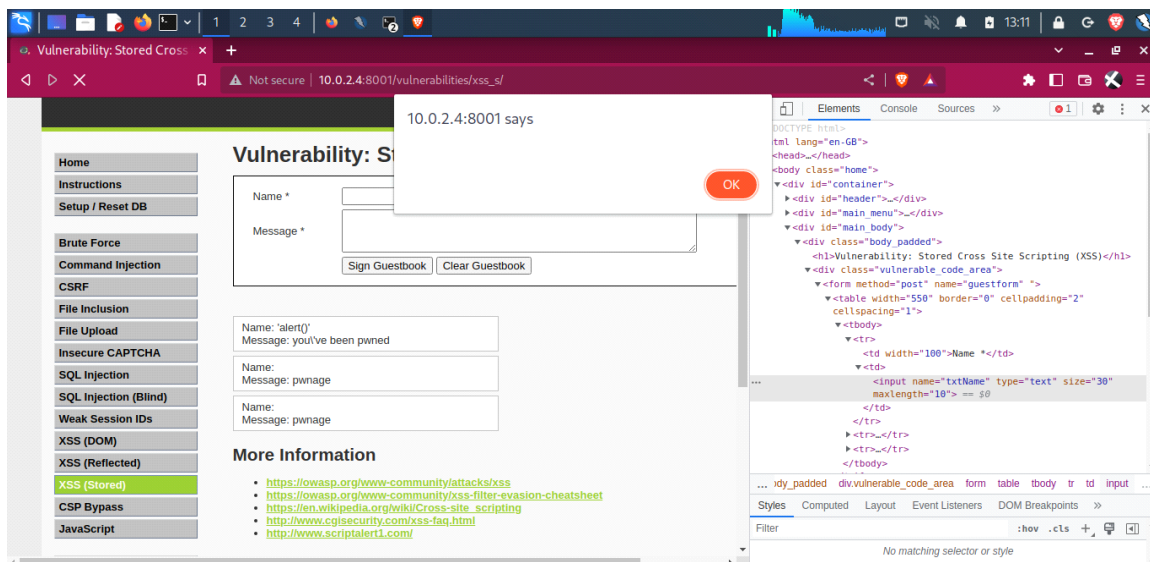 1 2 3 4 2 13:11
Vulnerability: Stored Cross
Not secure 10.0.2.4:8001/vulnerabilities/xss_s/
10.0.2.4:8001 says
OK
Home
Instructions
Setup / Reset DB
Brute Force
Command Injection
CSRF
File Inclusion
File Upload
Insecure CAPTCHA
SQL Injection
SQL Injection (Blind)
Weak Session IDs
XSS (DOM)
XSS (Reflected)
XSS (Stored)
CSP Bypass
JavaScript
Vulnerability: St
Name *
Message *
Sign Guestbook Clear Guestbook
Name: 'alert()'
Message: you\'ve been pwned
Name:
Message: pwnage
Name:
Message: pwnage
More Information
https://owasp.org/www-community/attacks/xss
https://owasp.org/www-community/xss-filter-evasion-cheatsheet
https://en.wikipedia.org/wiki/Cross-site_scripting
http://www.cgisecurity.com/xss-faq.html
http://www.scriptalert1.com/
Elements Console Sources » 1
DOCTYPE html>
tml lang="en-GB">
<head>…</head>
<body class="home">
<div id="container">
<div id="header">…</div>
<div id="main_menu">…</div>
<div id="main_body">
<div class="body_padded">
<h1>Vulnerability: Stored Cross Site Scripting (XSS)</h1>
<div class="vulnerable_code_area">
<form method="post" name="guestform" ">
<table width="550" border="0" cellpadding="2"
cellspacing="1">
<tbody>
<tr>
<td width="100">Name *</td>
<td>
<input name="txtName" type="text" size="30"
maxlength="10"> == $0
</td>
</tr>
<tr>…</tr>
<tr>…</tr>
</tbody>
… ody_padded div.vulnerable_code_area form table tbody tr td input …
Styles Computed Layout Event Listeners DOM Breakpoints »
Filter :hov .cls +
No matching selector or style